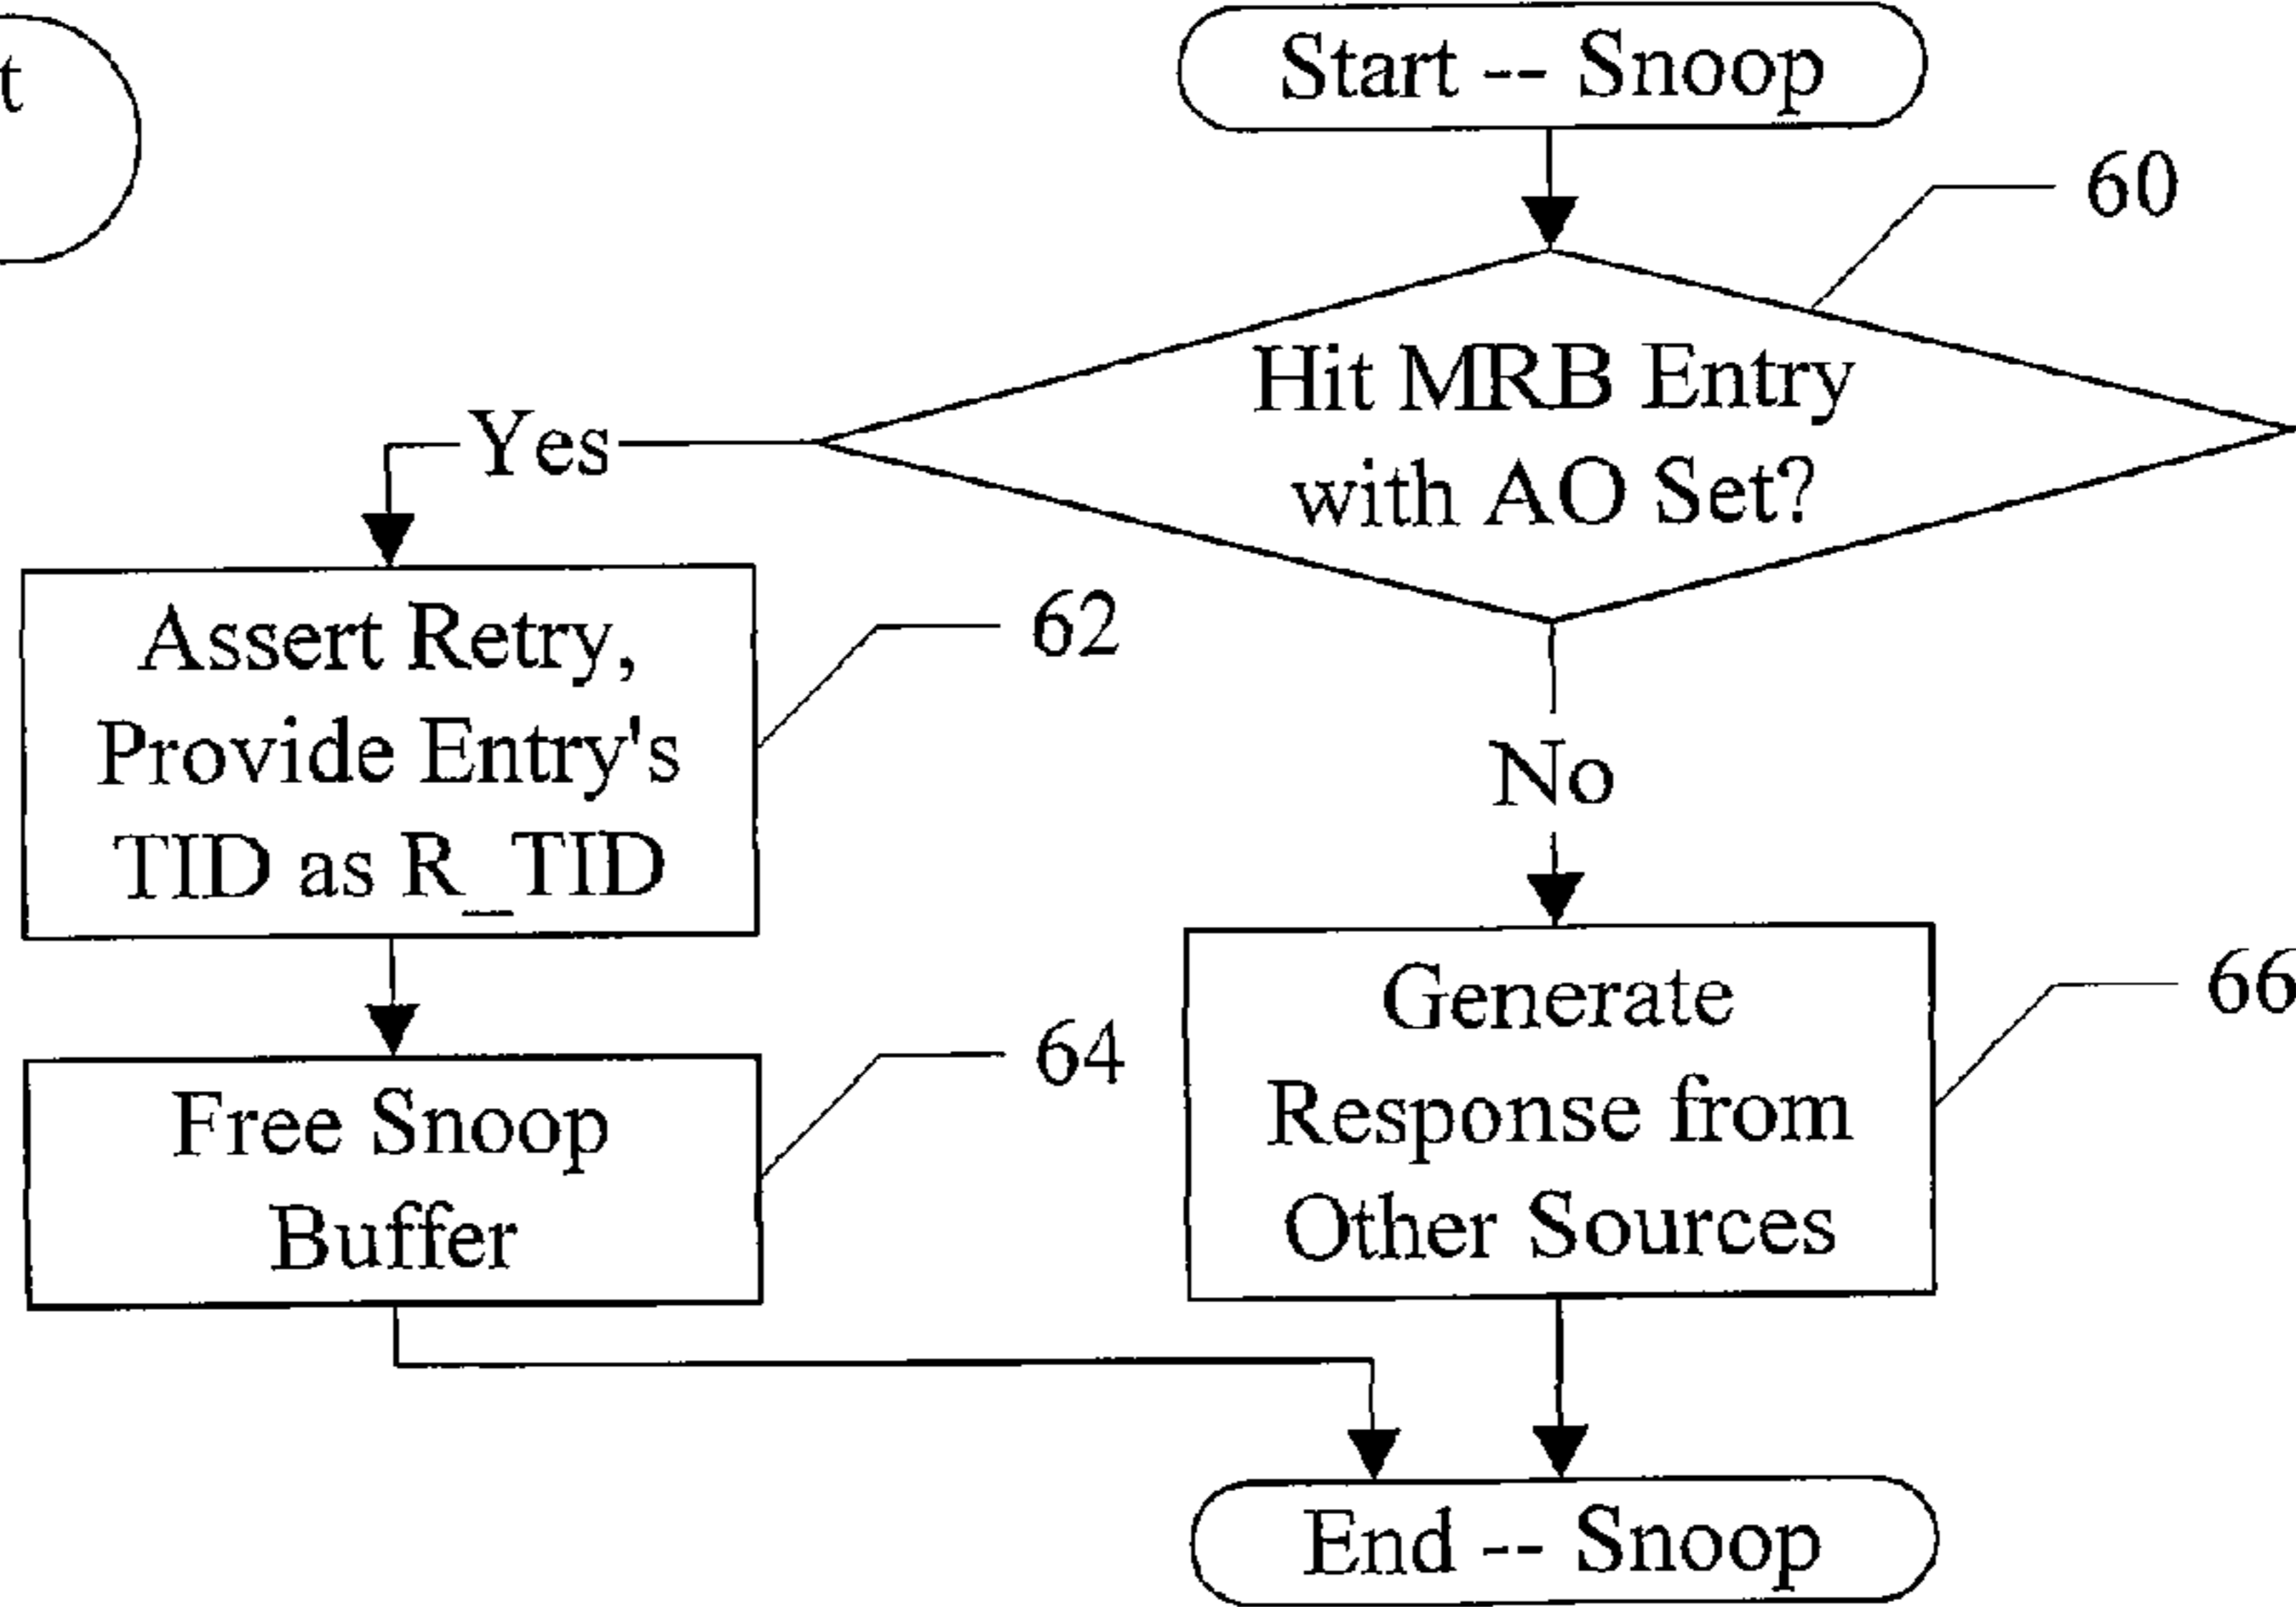 t
Start -- Snoop
60
Hit MRB Entry
with AO Set?
Yes
Assert Retry,
Provide Entry's
TID as R_TID
62
No
Free Snoop
Buffer
64
Generate
Response from
Other Sources
66
End -- Snoop